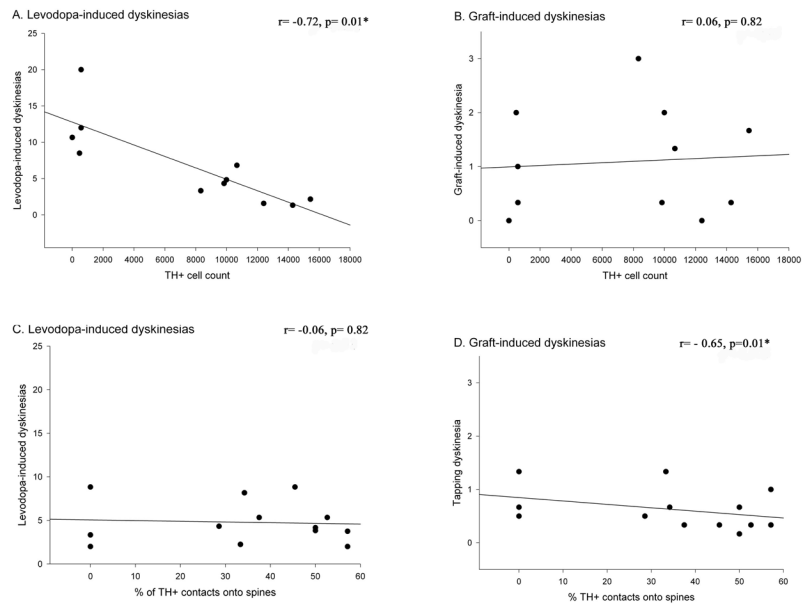 A. Levodopa-induced dyskinesias
r= -0.72, p= 0.01*
25
20
15
10
5
0
Levodopa-induced dyskinesias
0 2000 4000 6000 8000 10000 12000 14000 16000 18000
TH+ cell count
B. Graft-induced dyskinesias
r= 0.06, p= 0.82
3
2
1
0
Graft-induced dyskinesia
0 2000 4000 6000 8000 10000 12000 14000 16000 18000
TH+ cell count
C. Levodopa-induced dyskinesias
r= -0.06, p= 0.82
25
20
15
10
5
0
Levodopa-induced dyskinesias
0 10 20 30 40 50 60
% of TH+ contacts onto spines
D. Graft-induced dyskinesias
r= - 0.65, p=0.01*
3
2
1
0
Tapping dyskinesia
0 10 20 30 40 50 60
% TH+ contacts onto spines